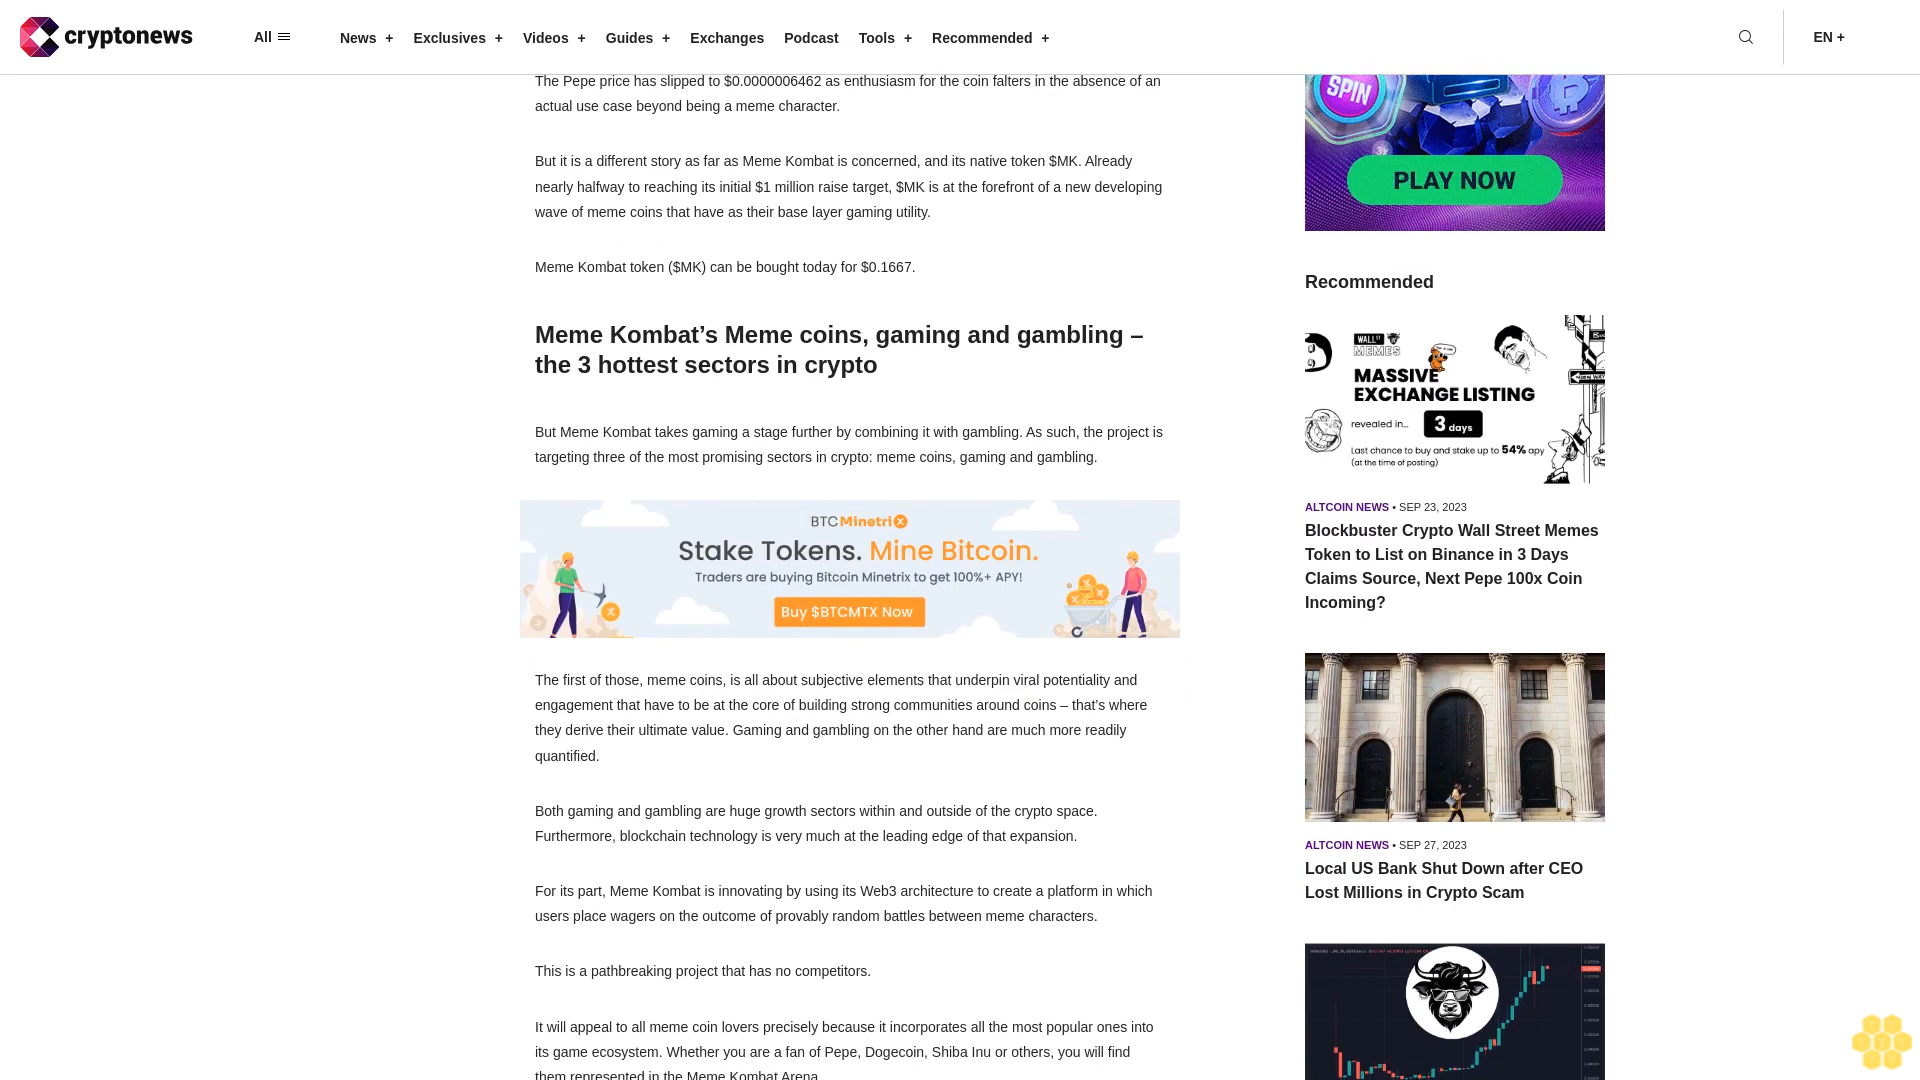 cryptonews
All
News +
Exclusives +
Videos +
Guides +
Exchanges
Podcast
Tools +
Recommended +
EN +
The Pepe price has slipped to $0.0000006462 as enthusiasm for the coin falters in the absence of an
actual use case beyond being a meme character.
But it is a different story as far as Meme Kombat is concerned, and its native token $MK. Already
nearly halfway to reaching its initial $1 million raise target, $MK is at the forefront of a new developing
wave of meme coins that have as their base layer gaming utility.
Meme Kombat token ($MK) can be bought today for $0.1667.
Meme Kombat’s Meme coins, gaming and gambling –
the 3 hottest sectors in crypto
But Meme Kombat takes gaming a stage further by combining it with gambling. As such, the project is
targeting three of the most promising sectors in crypto: meme coins, gaming and gambling.
BTC Minetrix
Stake Tokens. Mine Bitcoin.
Traders are buying Bitcoin Minetrix to get 100%+ APY!
Buy $BTCMTX Now
The first of those, meme coins, is all about subjective elements that underpin viral potentiality and
engagement that have to be at the core of building strong communities around coins – that’s where
they derive their ultimate value. Gaming and gambling on the other hand are much more readily
quantified.
Both gaming and gambling are huge growth sectors within and outside of the crypto space.
Furthermore, blockchain technology is very much at the leading edge of that expansion.
For its part, Meme Kombat is innovating by using its Web3 architecture to create a platform in which
users place wagers on the outcome of provably random battles between meme characters.
This is a pathbreaking project that has no competitors.
It will appeal to all meme coin lovers precisely because it incorporates all the most popular ones into
its game ecosystem. Whether you are a fan of Pepe, Dogecoin, Shiba Inu or others, you will find
them represented in the Meme Kombat Arena.
SPIN
PLAY NOW
Recommended
WALL ST
MEMES
MASSIVE
EXCHANGE LISTING
revealed in... 3 days
Last chance to buy and stake up to 54% apy
(at the time of posting)
ALTCOIN NEWS • SEP 23, 2023
Blockbuster Crypto Wall Street Memes
Token to List on Binance in 3 Days
Claims Source, Next Pepe 100x Coin
Incoming?
ALTCOIN NEWS • SEP 27, 2023
Local US Bank Shut Down after CEO
Lost Millions in Crypto Scam